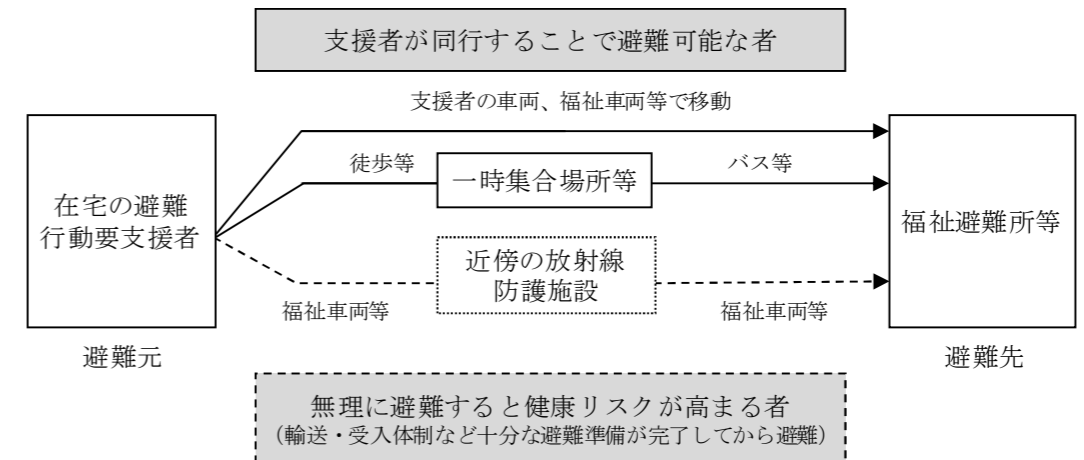 支援者が同行することで避難可能な者
支援者の車両、福祉車両等で移動
徒歩等
一時集合場所等
バス等
在宅の避難
行動要支援者
福祉避難所等
近傍の放射線
防護施設
福祉車両等
福祉車両等
避難元
避難先
無理に避難すると健康リスクが高まる者
（輸送・受入体制など十分な避難準備が完了してから避難）